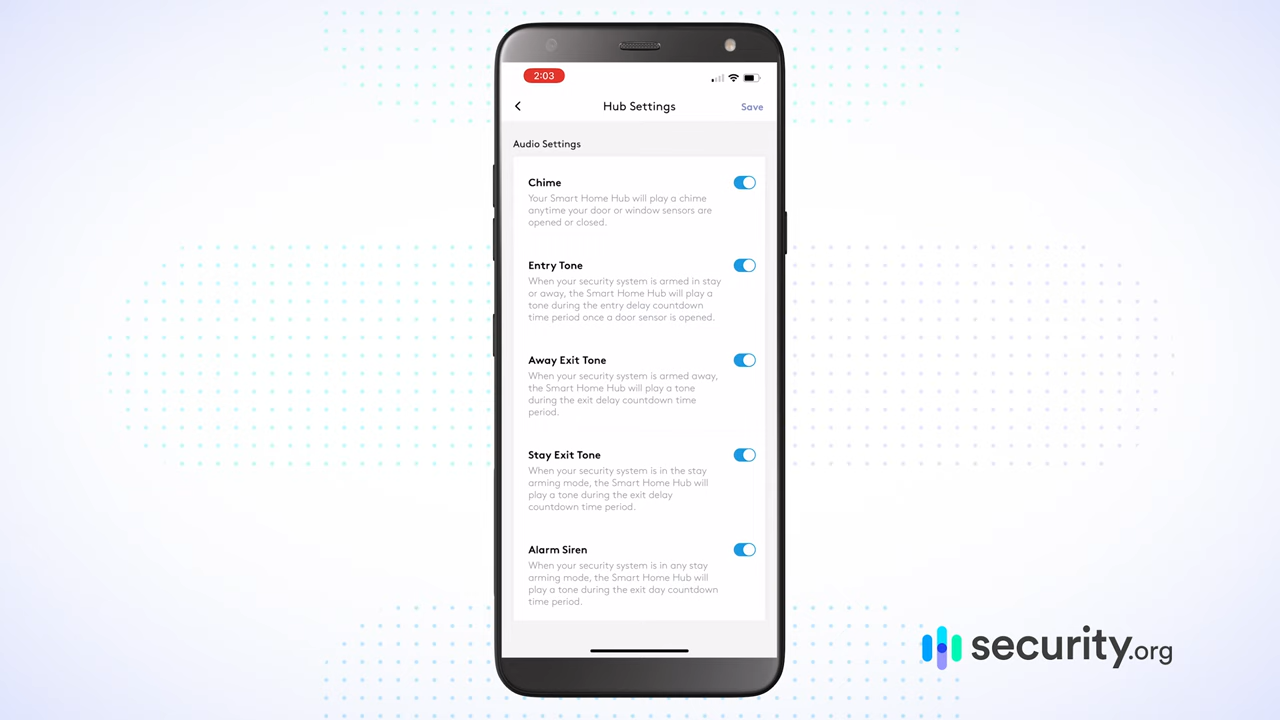 2:03
Hub Settings
Save
Audio Settings
Chime
Your Smart Home Hub will play a chime
anytime your door or window sensors are
opened or closed.
Entry Tone
When your security system is armed in stay
or away, the Smart Home Hub will play a
tone during the entry delay countdown
time period once a door sensor is opened.
Away Exit Tone
When your security system is armed away,
the Smart Home Hub will play a tone
during the exit delay countdown time
period.
Stay Exit Tone
When your security system is in the stay
arming mode, the Smart Home Hub will
play a tone during the exit delay
countdown time period.
Alarm Siren
When your security system is in any stay
arming mode, the Smart Home Hub will
play a tone during the exit day countdown
time period.
security.org